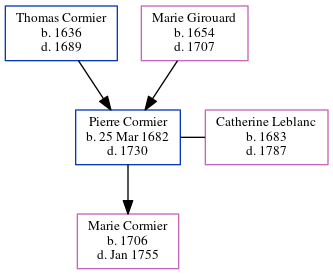 Thomas Cormier
b. 1636
d. 1689
Marie Girouard
b. 1654
d. 1707
Pierre Cormier
b. 25 Mar 1682
d. 1730
Catherine Leblanc
b. 1683
d. 1787
Marie Cormier
b. 1706
d. Jan 1755